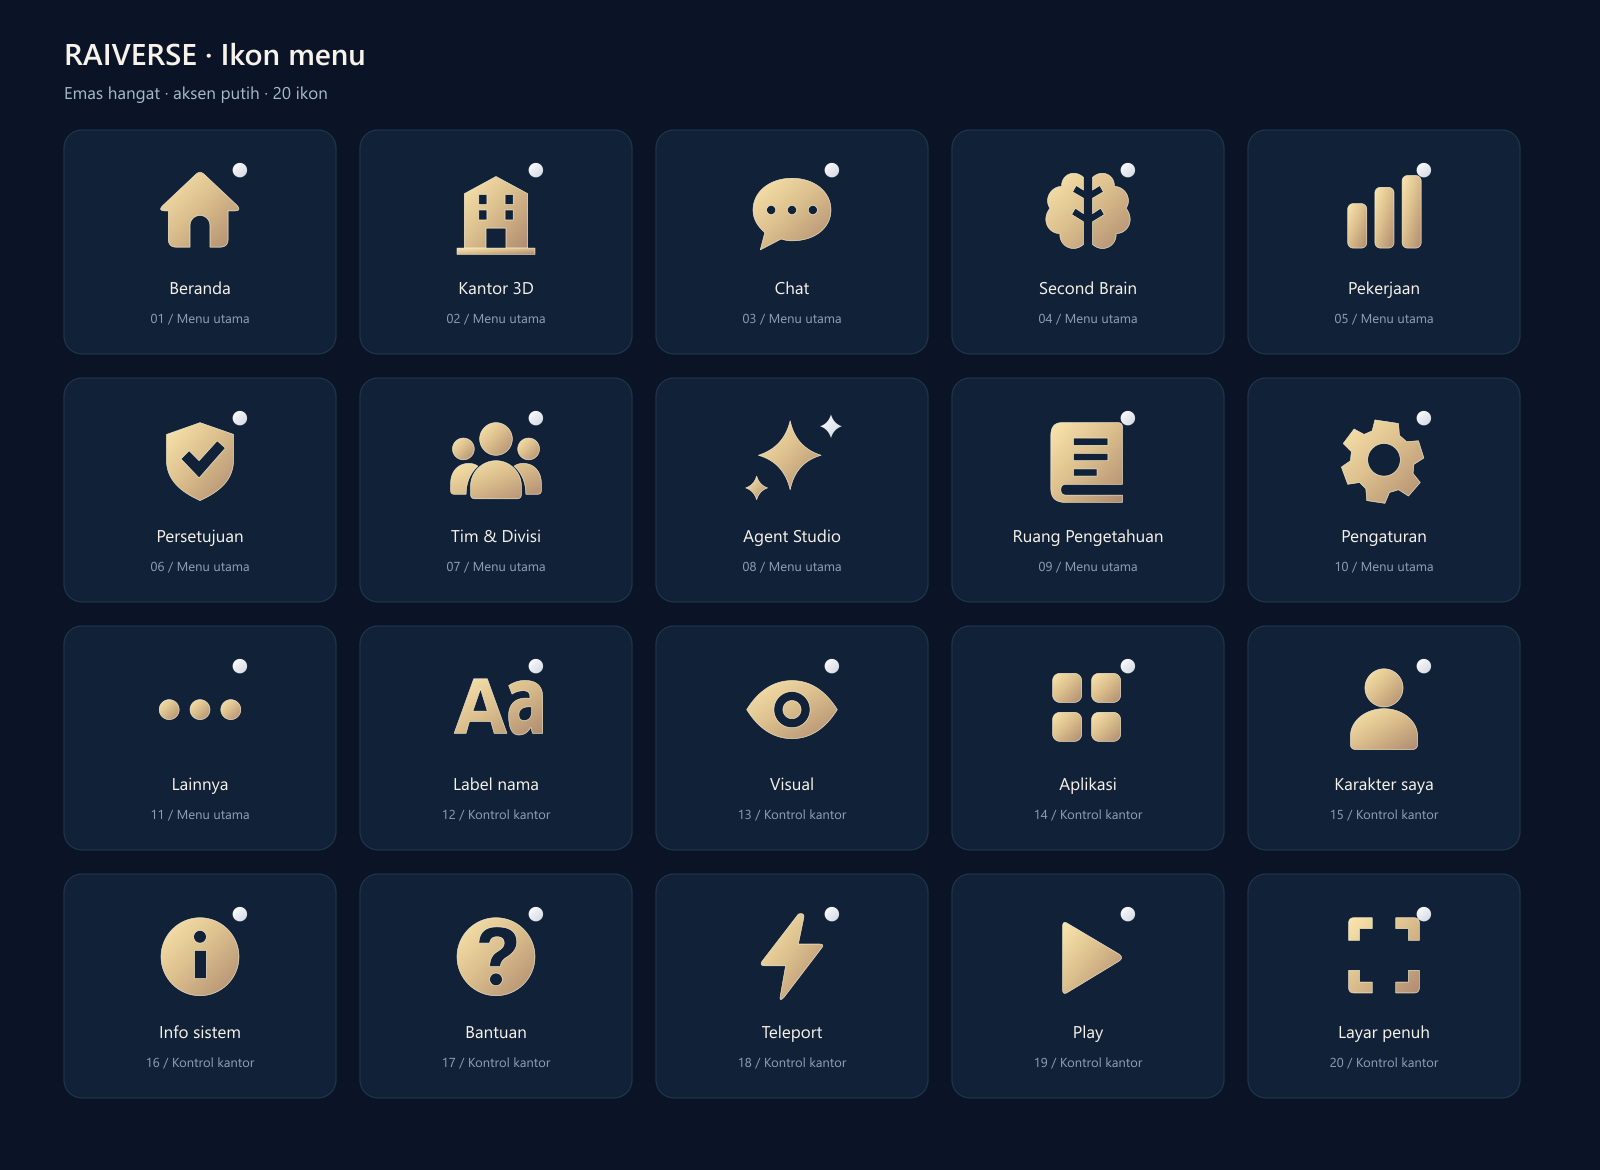 RAIVERSE · Ikon menu
Emas hangat · aksen putih · 20 ikon
Beranda
01 / Menu utama
Kantor 3D
02 / Menu utama
Chat
03 / Menu utama
Second Brain
04 / Menu utama
Pekerjaan
05 / Menu utama
Persetujuan
06 / Menu utama
Tim & Divisi
07 / Menu utama
Agent Studio
08 / Menu utama
Ruang Pengetahuan
09 / Menu utama
Pengaturan
10 / Menu utama
Lainnya
11 / Menu utama
Aa
Label nama
12 / Kontrol kantor
Visual
13 / Kontrol kantor
Aplikasi
14 / Kontrol kantor
Karakter saya
15 / Kontrol kantor
i
Info sistem
16 / Kontrol kantor
?
Bantuan
17 / Kontrol kantor
Teleport
18 / Kontrol kantor
Play
19 / Kontrol kantor
Layar penuh
20 / Kontrol kantor